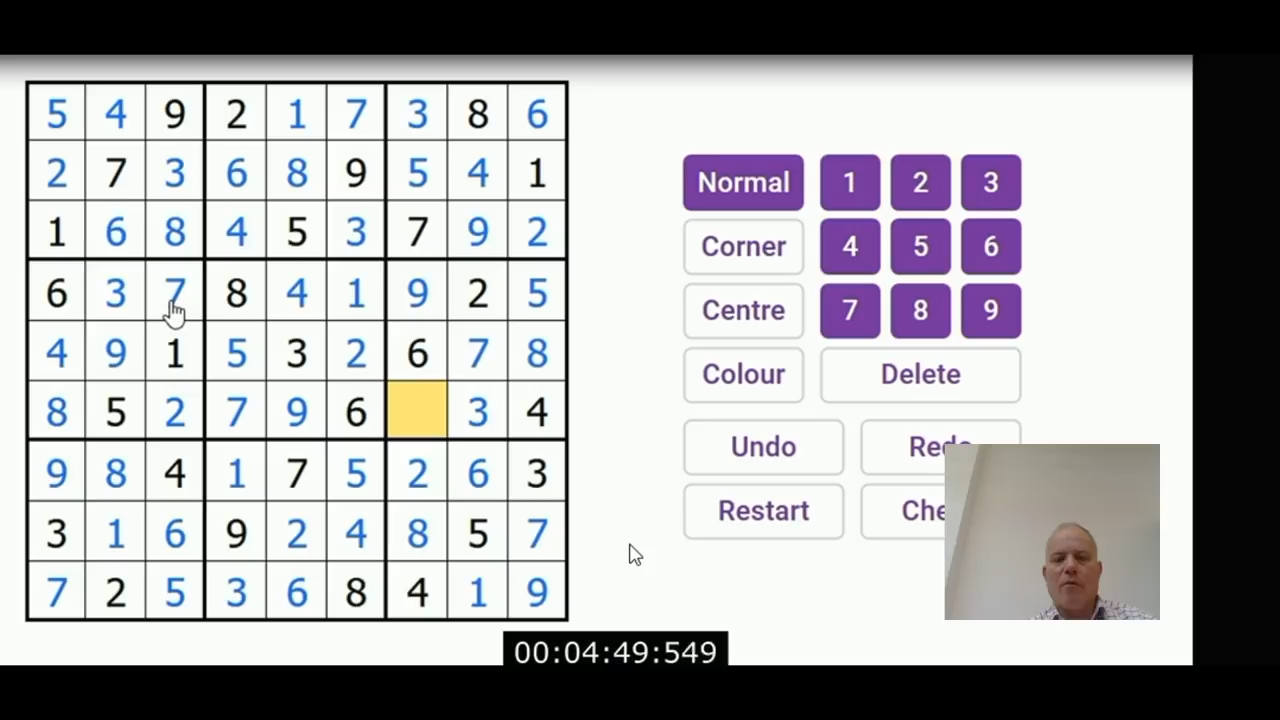 5 4 9 2 1 7 3 8 6
2 7 3 6 8 9 5 4 1
1 6 8 4 5 3 7 9 2
6 3 7 8 4 1 9 2 5
4 9 1 5 3 2 6 7 8
8 5 2 7 9 6 3 4
9 8 4 1 7 5 2 6 3
3 1 6 9 2 4 8 5 7
7 2 5 3 6 8 4 1 9
Normal 1 2 3
Corner 4 5 6
Centre 7 8 9
Colour Delete
Undo Redo
Restart Che
00:04:49:549